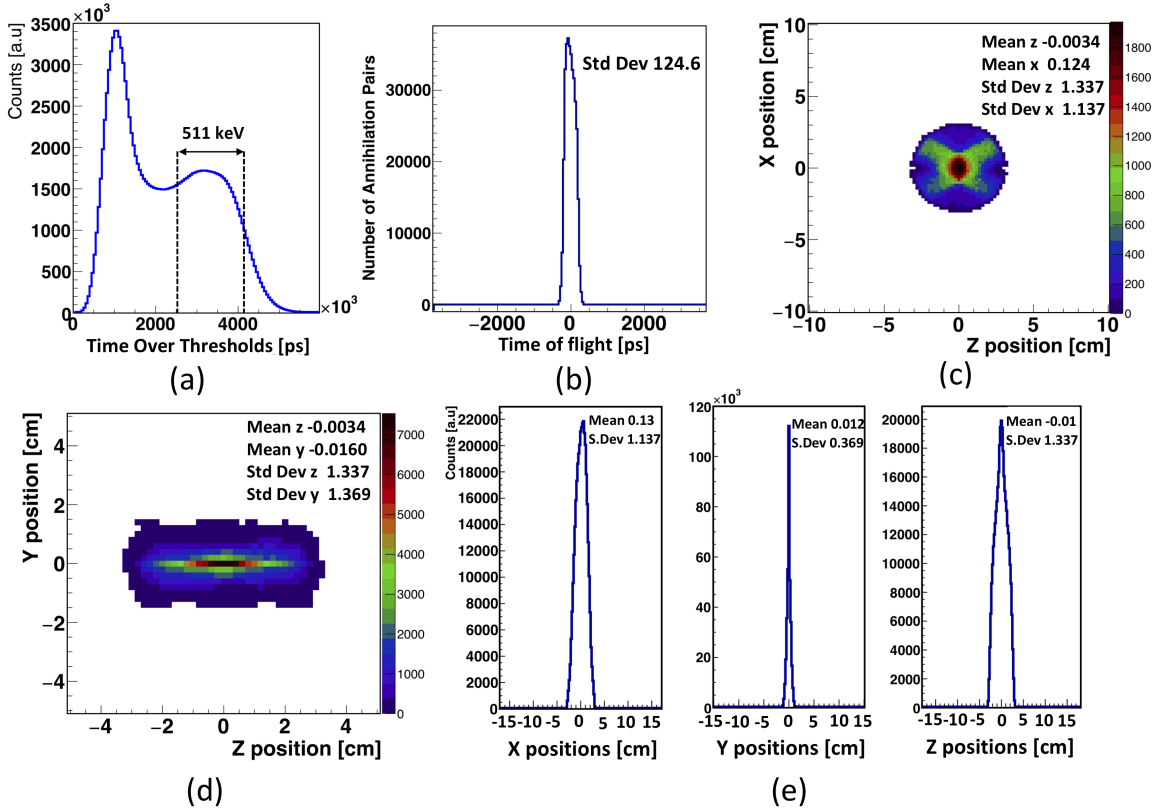 ×10³
3500
3000
2500
2000
1500
1000
500
0
Counts [a.u]
511 keV
0 2000 4000 ×10³
Time Over Thresholds [ps]
(a)
Number of Annihilation Pairs
30000
20000
10000
0
Std Dev 124.6
−2000 0 2000
Time of flight [ps]
(b)
X position [cm]
10
5
0
−5
−10
Mean z -0.0034
Mean x 0.124
Std Dev z 1.337
Std Dev x 1.137
−10 −5 0 5 10
Z position [cm]
1800
1600
1400
1200
1000
800
600
400
200
0
(c)
Y position [cm]
4
2
0
−2
−4
Mean z -0.0034
Mean y -0.0160
Std Dev z 1.337
Std Dev y 1.369
−4 −2 0 2 4
Z position [cm]
7000
6000
5000
4000
3000
2000
1000
0
(d)
Counts [a.u]
22000
20000
18000
16000
14000
12000
10000
8000
6000
4000
2000
0
Mean 0.13
S.Dev 1.137
-15 -10 -5 0 5 10 15
X positions [cm]
×10³
120
100
80
60
40
20
0
Mean 0.012
S.Dev 0.369
-15 -10 -5 0 5 10 15
Y positions [cm]
20000
18000
16000
14000
12000
10000
8000
6000
4000
2000
0
Mean -0.01
S.Dev 1.337
-15 -10 -5 0 5 10 15
Z positions [cm]
(e)